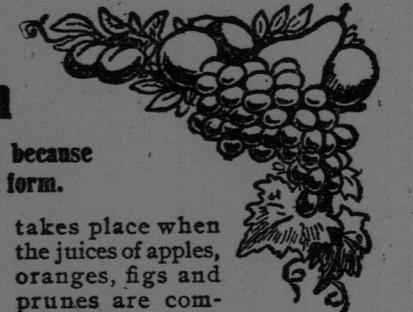 because
form.
takes place when
the juices of apples,
oranges, figs and
prunes are com-